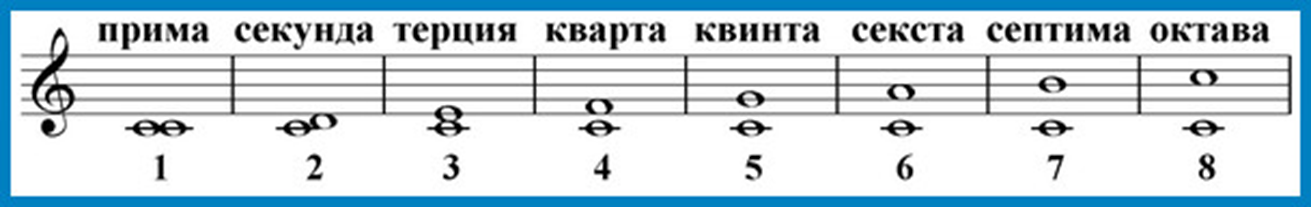 прима секунда терция кварта квинта секста септима октава
1 2 3 4 5 6 7 8